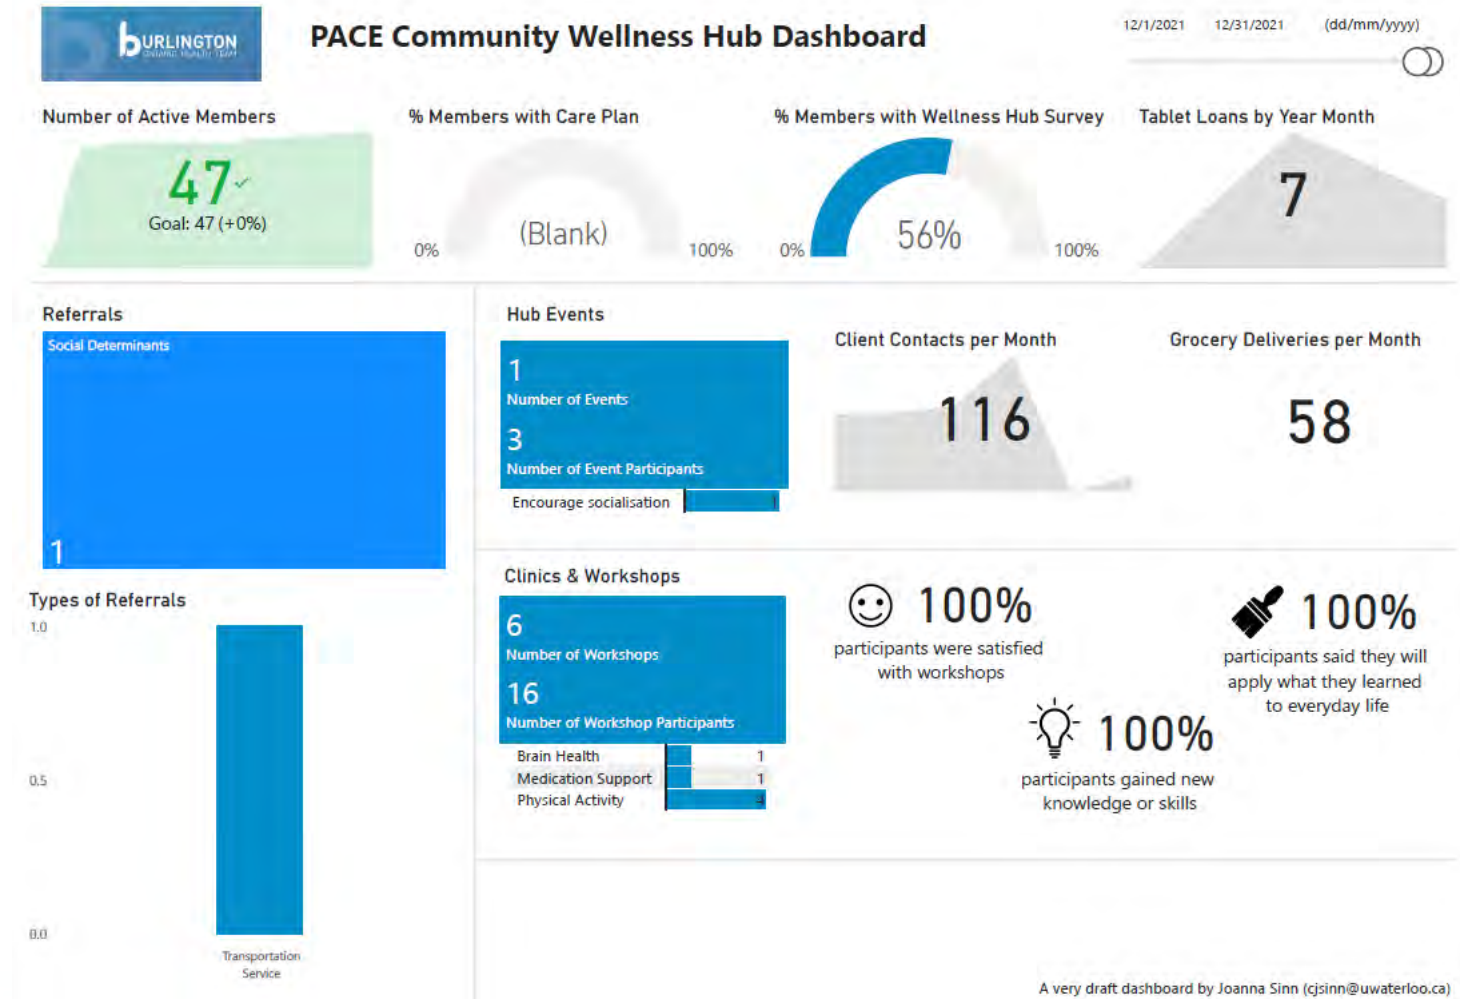 BURLINGTON
ONTARIO HEALTH TEAM
PACE Community Wellness Hub Dashboard
12/1/2021 12/31/2021 (dd/mm/yyyy)
Number of Active Members
47
Goal: 47 (+0%)
% Members with Care Plan
(Blank)
0% 100%
% Members with Wellness Hub Survey
56%
0% 100%
Tablet Loans by Year Month
7
Referrals
Social Determinants
1
Types of Referrals
1.0
0.5
0.0
Transportation
Service
Hub Events
1
Number of Events
3
Number of Event Participants
Encourage socialisation 1
Client Contacts per Month
116
Grocery Deliveries per Month
58
Clinics & Workshops
6
Number of Workshops
16
Number of Workshop Participants
Brain Health 1
Medication Support 1
Physical Activity 4
100%
participants were satisfied
with workshops
100%
participants gained new
knowledge or skills
100%
participants said they will
apply what they learned
to everyday life
A very draft dashboard by Joanna Sinn (cjsinn@uwaterloo.ca)